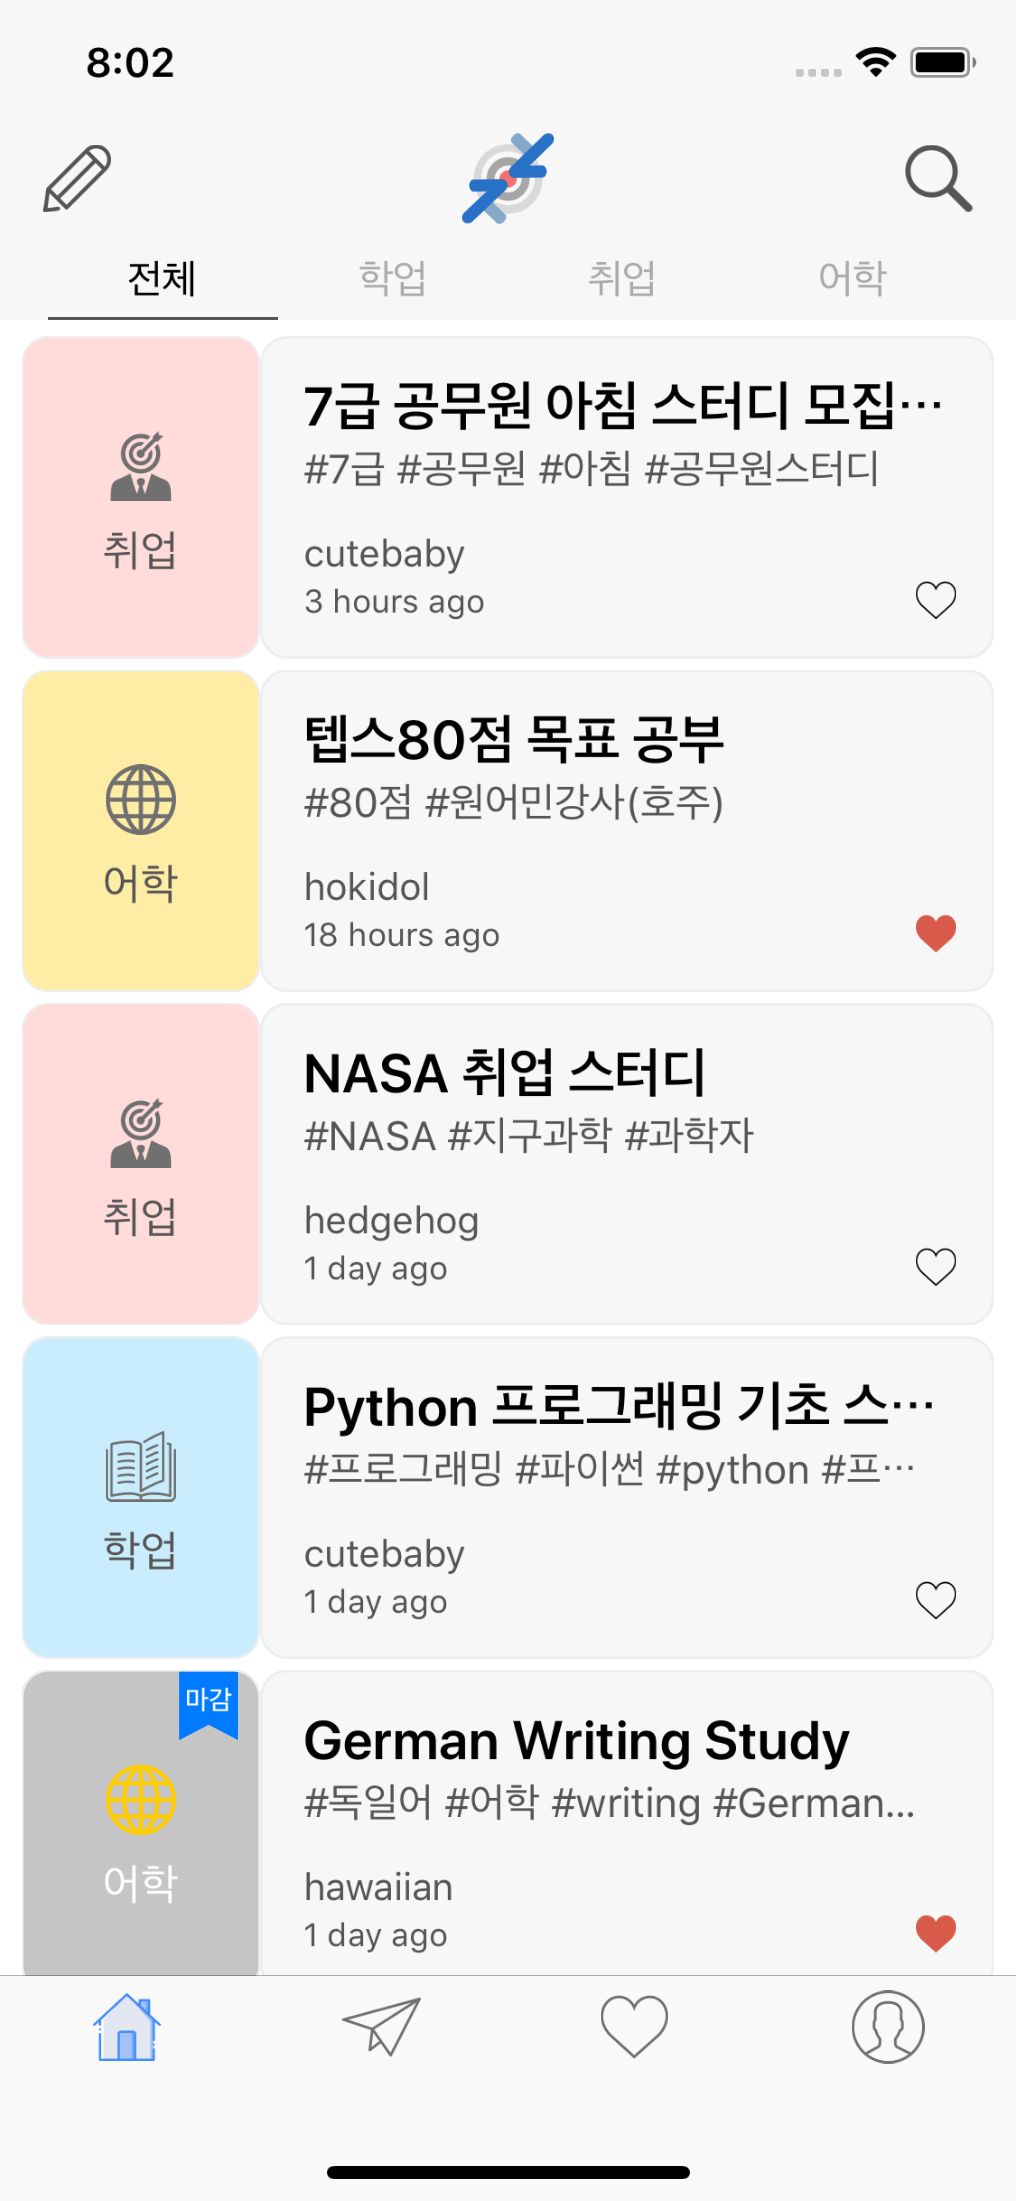 8:02
전체 학업 취업 어학
취업
7급 공무원 아침 스터디 모집…
#7급 #공무원 #아침 #공무원스터디
cutebaby
3 hours ago
어학
텝스80점 목표 공부
#80점 #원어민강사(호주)
hokidol
18 hours ago
취업
NASA 취업 스터디
#NASA #지구과학 #과학자
hedgehog
1 day ago
학업
Python 프로그래밍 기초 스…
#프로그래밍 #파이썬 #python #프…
cutebaby
1 day ago
마감
어학
German Writing Study
#독일어 #어학 #writing #German...
hawaiian
1 day ago